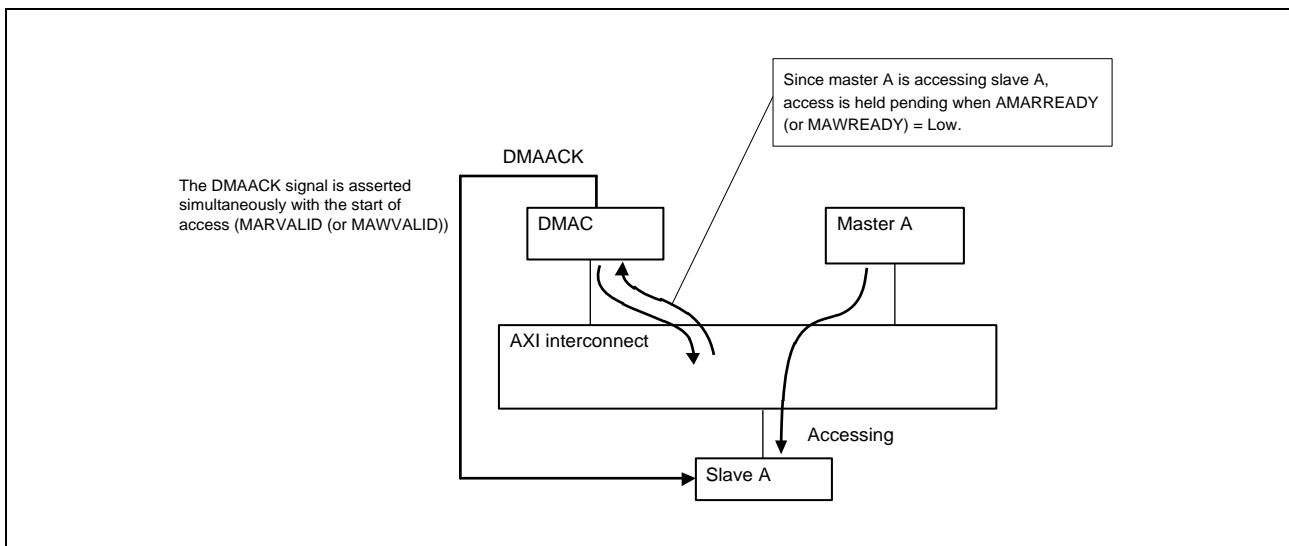 Since master A is accessing slave A,
access is held pending when AMARREADY
(or MAWREADY) = Low.
DMAACK
The DMAACK signal is asserted
simultaneously with the start of
access (MARVALID (or MAWVALID))
DMAC
Master A
AXI interconnect
Accessing
Slave A